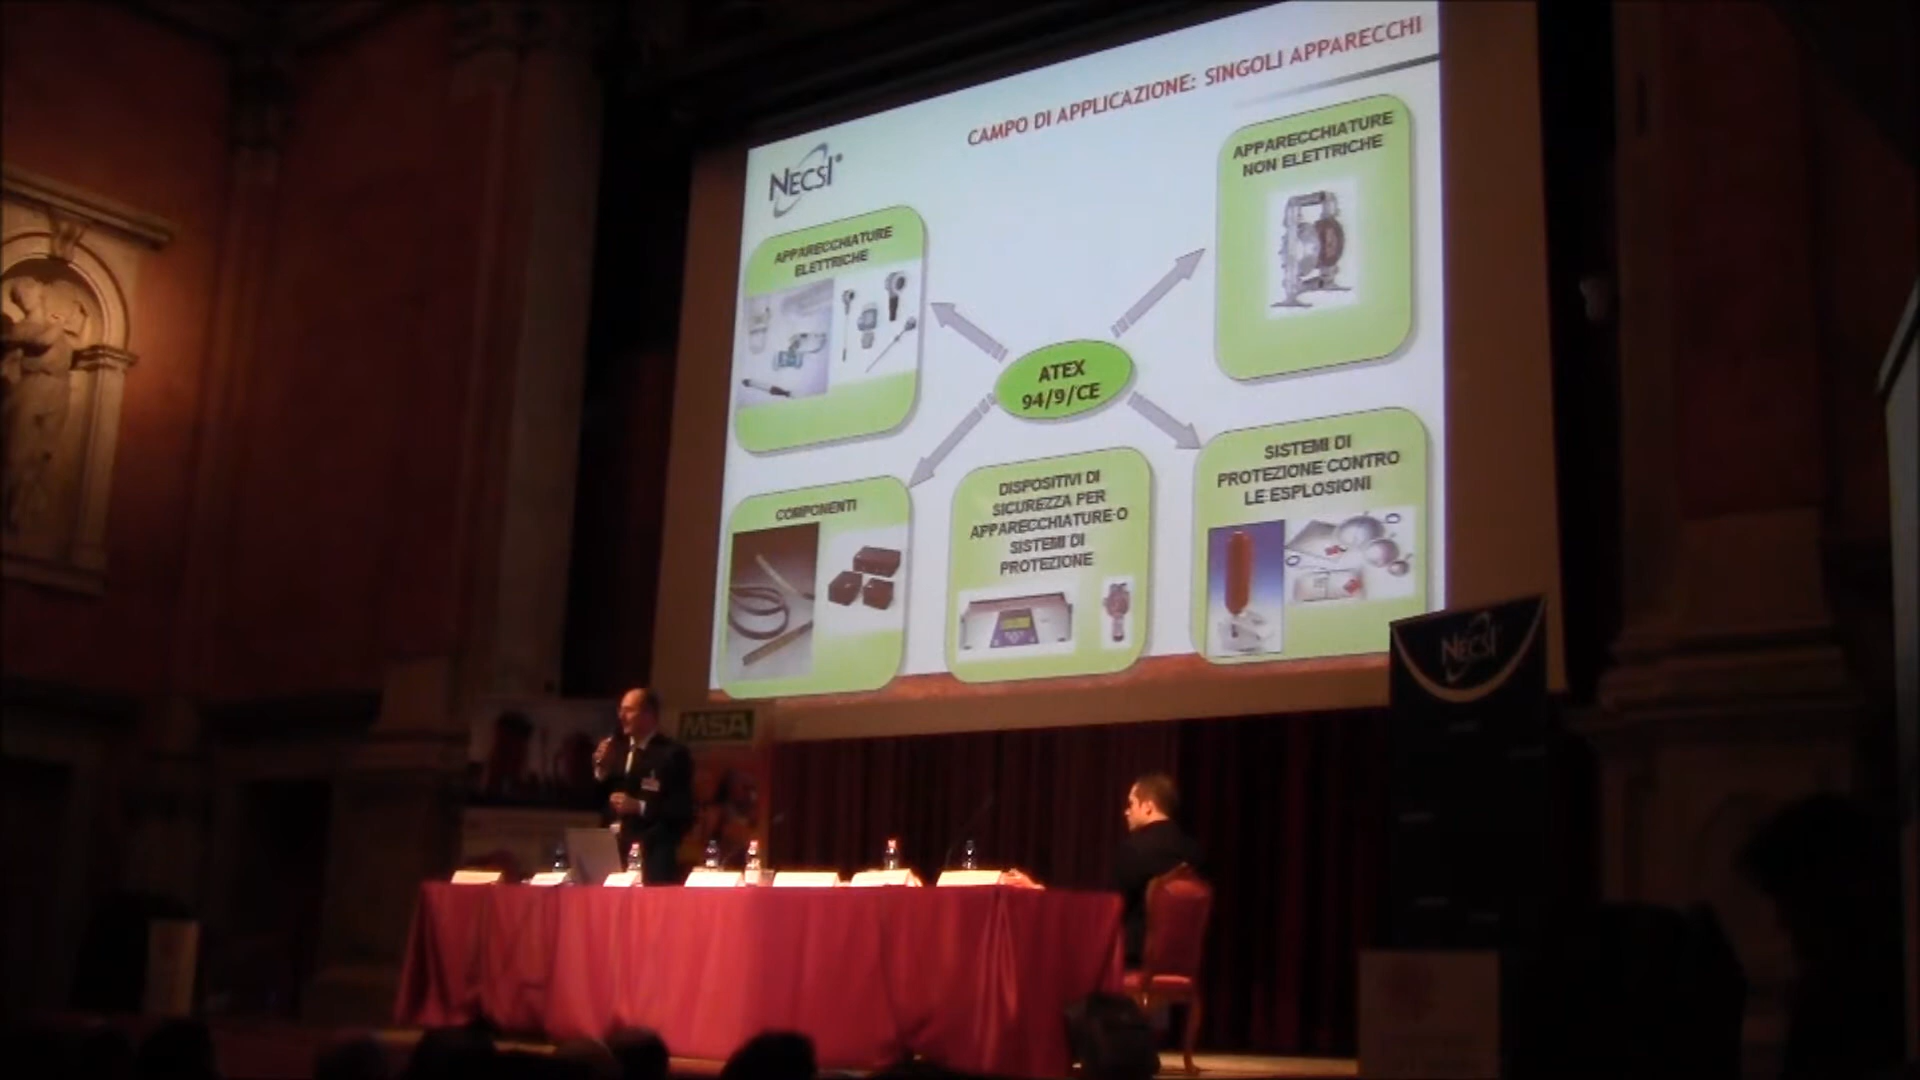 CAMPO DI APPLICAZIONE: SINGOLI APPARECCHI
NECSI®
APPARECCHIATURE
ELETTRICHE
APPARECCHIATURE
NON ELETTRICHE
ATEX
94/9/CE
COMPONENTI
DISPOSITIVI DI
SICUREZZA PER
APPARECCHIATURE O
SISTEMI DI
PROTEZIONE
SISTEMI DI
PROTEZIONE CONTRO
LE ESPLOSIONI
NECSI
MSA